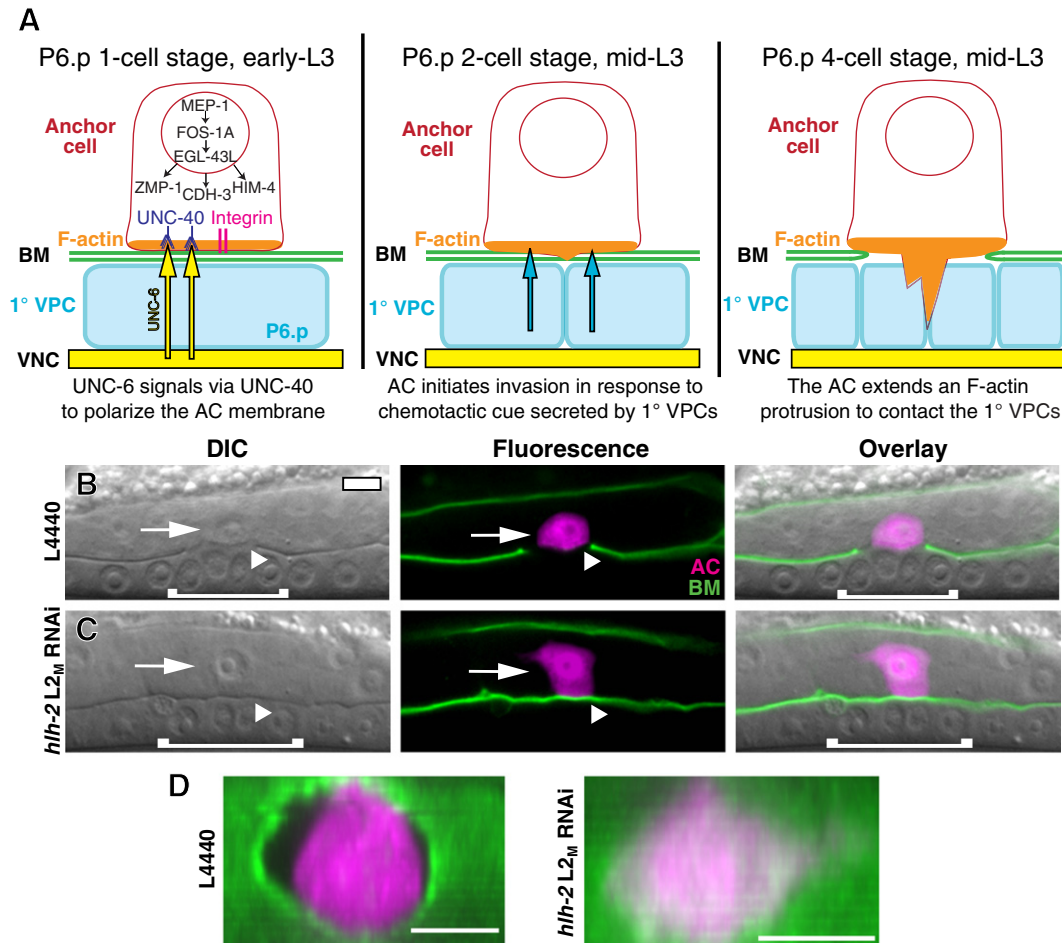 A
P6.p 1-cell stage, early-L3
P6.p 2-cell stage, mid-L3
P6.p 4-cell stage, mid-L3
MEP-1
FOS-1A
EGL-43L
ZMP-1
CDH-3
HIM-4
Anchor
cell
UNC-40
Integrin
F-actin
BM
UNC-6
1° VPC
P6.p
VNC
UNC-6 signals via UNC-40
to polarize the AC membrane
Anchor
cell
F-actin
BM
1° VPC
VNC
AC initiates invasion in response to
chemotactic cue secreted by 1° VPCs
Anchor
cell
F-actin
BM
1° VPC
VNC
The AC extends an F-actin
protrusion to contact the 1° VPCs
DIC
Fluorescence
Overlay
B
L4440
AC
BM
C
hlh-2 L2M RNAi
D
L4440
hlh-2 L2M RNAi